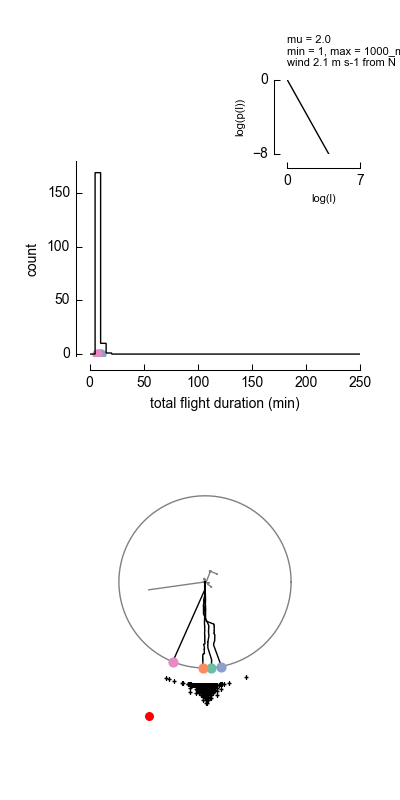 mu = 2.0
min = 1, max = 1000_m
wind 2.1 m s-1 from N
0
−8
log(p(l))
0
7
log(l)
150
100
50
0
count
0
50
100
150
200
250
total flight duration (min)